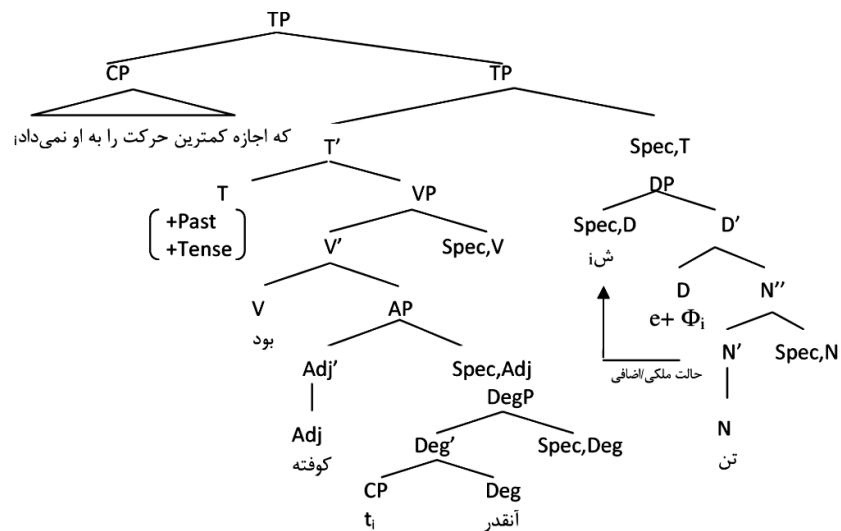 TP
CP TP
که اجازه کمترین حرکت را به او نمی‌دادi
T’ Spec,T
T VP DP
+Past
+Tense
V’ Spec,V Spec,D D’
شi
V AP D N’’
بود e+ Φi
Adj’ Spec,Adj N’ Spec,N
حالت ملکی/اضافی
DegP
Adj Deg’ Spec,Deg N
کوفته تن
CP Deg
ti آنقدر